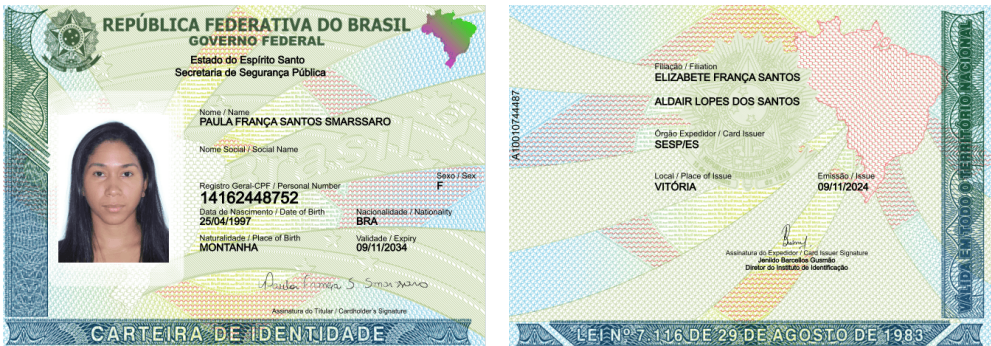 REPÚBLICA FEDERATIVA DO BRASIL
GOVERNO FEDERAL
Estado do Espírito Santo
Secretaria de Segurança Pública
Nome / Name
PAULA FRANÇA SANTOS SMARSSARO
Nome Social / Social Name
Registro Geral-CPF / Personal Number
14162448752
Sexo / Sex
F
Data de Nascimento / Date of Birth
25/04/1997
Nacionalidade / Nationality
BRA
Naturalidade / Place of Birth
MONTANHA
Validade / Expiry
09/11/2034
Paula França S. Smarssaro
Assinatura do Titular / Cardholder's Signature
CARTEIRA DE IDENTIDADE
A10010744487
Filiação / Filiation
ELIZABETE FRANÇA SANTOS
ALDAIR LOPES DOS SANTOS
Órgão Expedidor / Card Issuer
SESP/ES
Local / Place of Issue
VITÓRIA
Emissão / Issue
09/11/2024
Assinatura do Expedidor / Card Issuer Signature
Jenildo Barcellos Gusmão
Diretor do Instituto de Identificação
VÁLIDA EM TODO O TERRITÓRIO NACIONAL
LEI Nº 7.116 DE 29 DE AGOSTO DE 1983